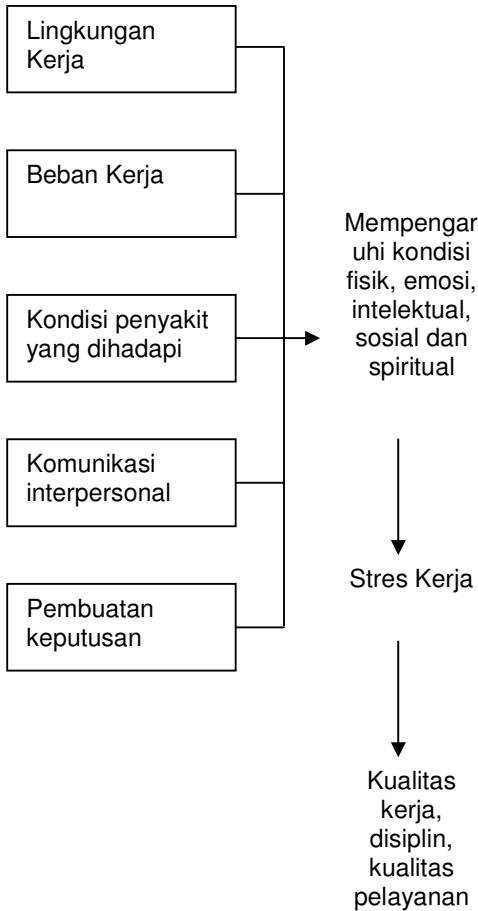 Lingkungan
Kerja
Beban Kerja
Kondisi penyakit
yang dihadapi
Komunikasi
interpersonal
Pembuatan
keputusan
Mempengar
uhi kondisi
fisik, emosi,
intelektual,
sosial dan
spiritual
Stres Kerja
Kualitas
kerja,
disiplin,
kualitas
pelayanan